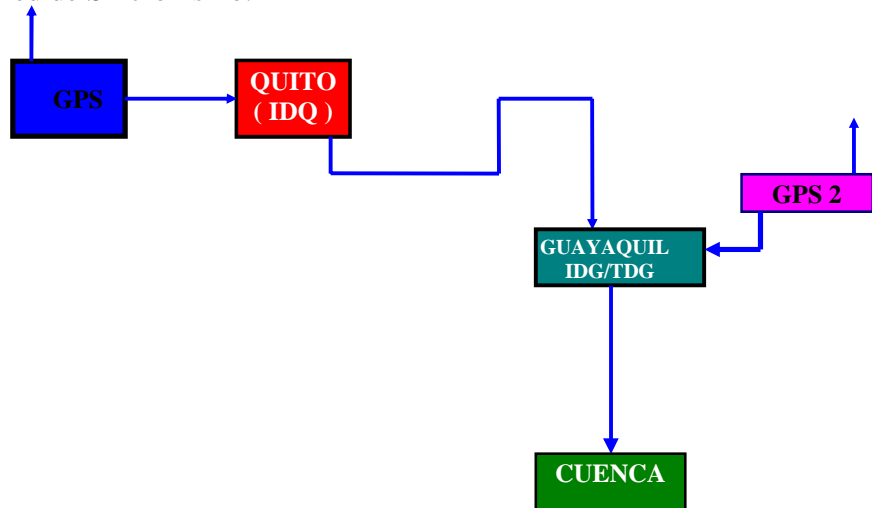 GPS
QUITO
( IDQ )
GPS 2
GUAYAQUIL
IDG/TDG
CUENCA